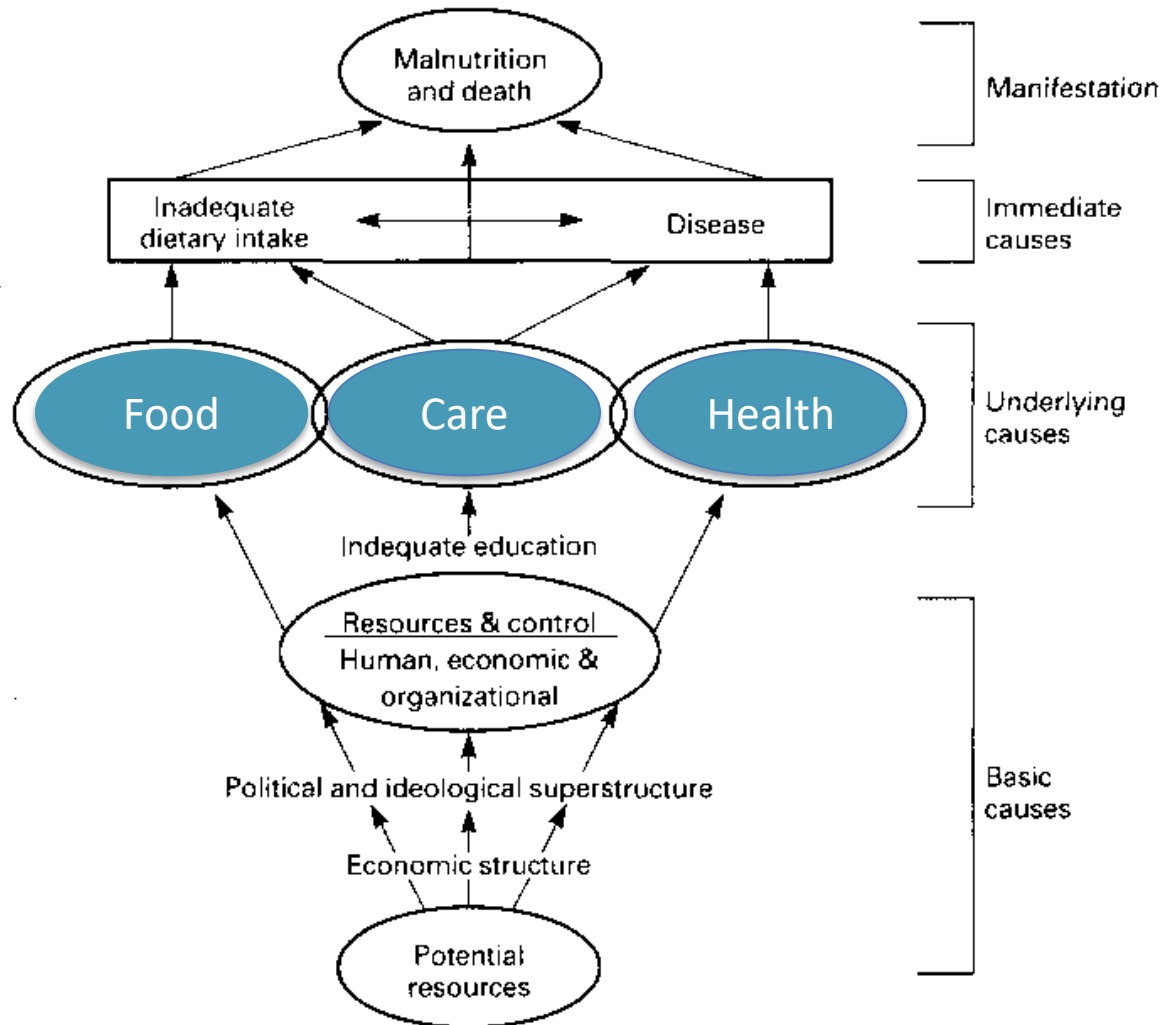 Malnutrition
and death
Manifestation
Inadequate
dietary intake
Disease
Immediate
causes
Food
Care
Health
Underlying
causes
Indequate education
Resources & control
Human, economic &
organizational
Political and ideological superstructure
Economic structure
Basic
causes
Potential
resources